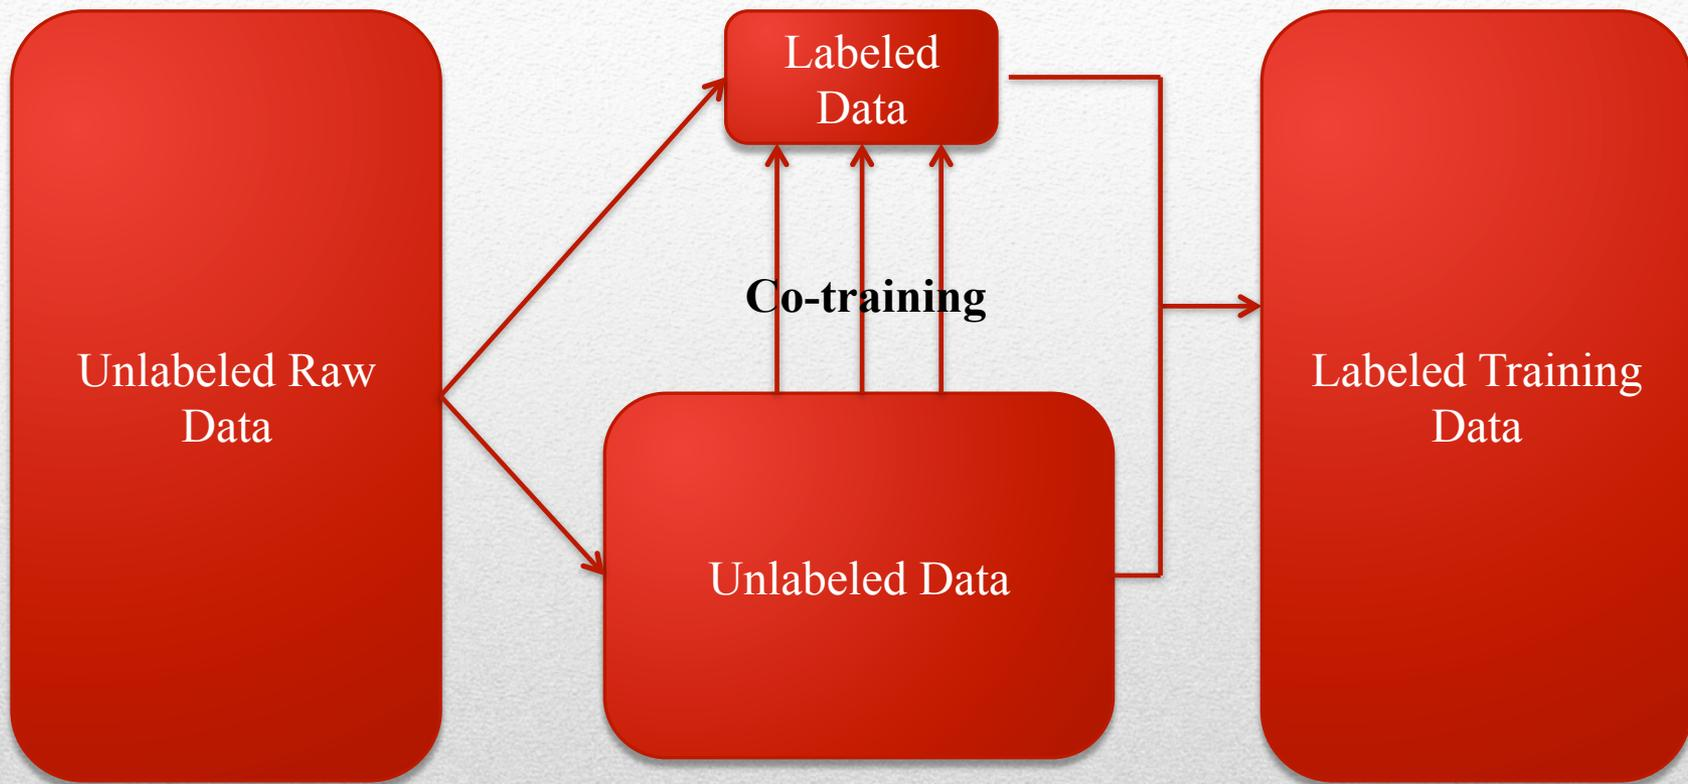 Unlabeled Raw
Data
Labeled
Data
Co-training
Unlabeled Data
Labeled Training
Data